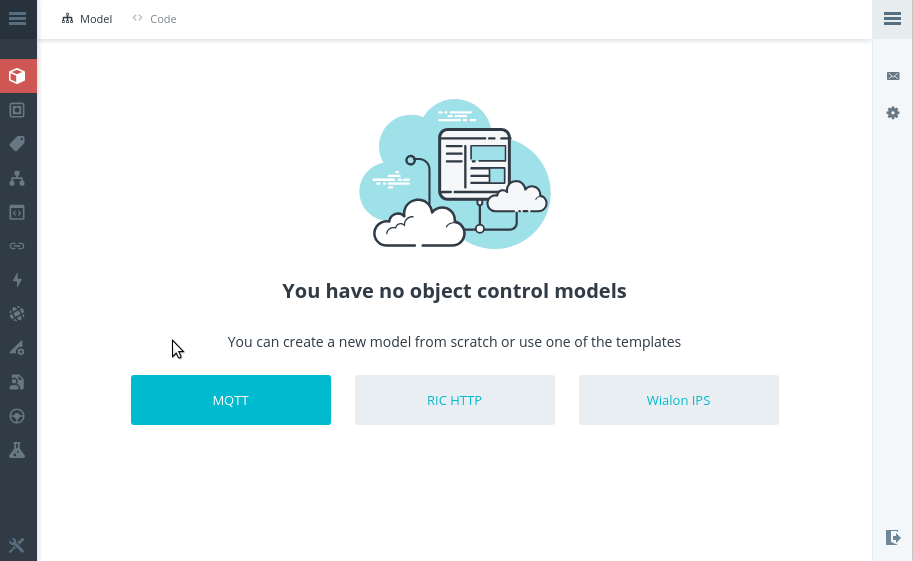 Model
Code
You have no object control models
You can create a new model from scratch or use one of the templates
MQTT
RIC HTTP
Wialon IPS